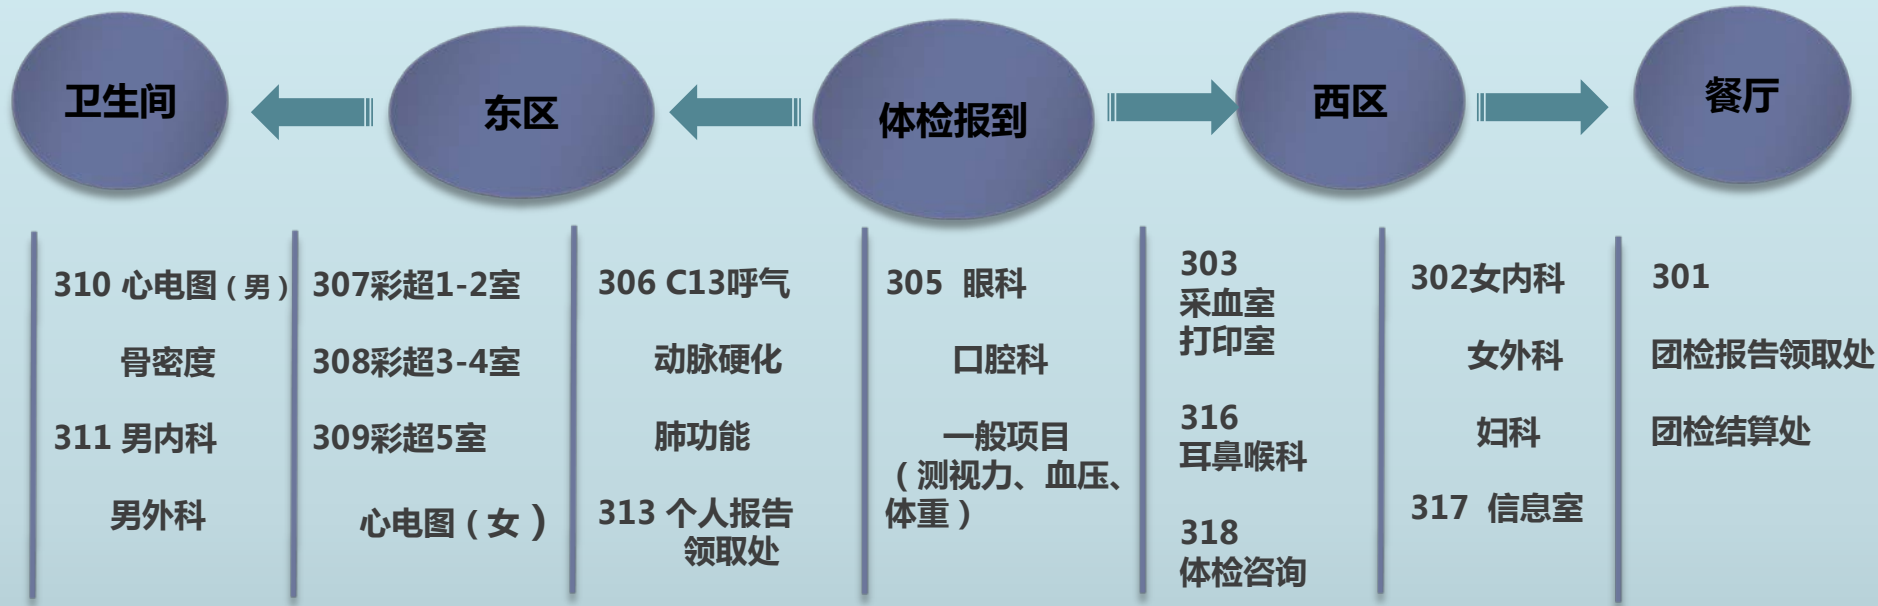 卫生间
东区
体检报到
西区
餐厅
310 心电图（男）
骨密度
311 男内科
男外科
307彩超1-2室
308彩超3-4室
309彩超5室
心电图（女）
306 C13呼气
动脉硬化
肺功能
313 个人报告
领取处
305 眼科
口腔科
一般项目
（测视力、血压、
体重）
303
采血室
打印室
316
耳鼻喉科
318
体检咨询
302女内科
女外科
妇科
317 信息室
301
团检报告领取处
团检结算处